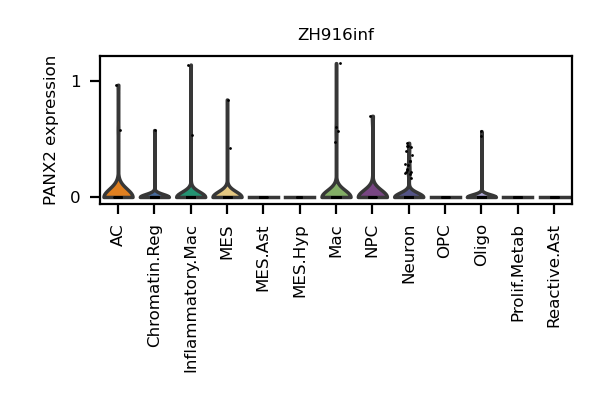 ZH916inf
PANX2 expression
1
0
AC
Chromatin.Reg
Inflammatory.Mac
MES
MES.Ast
MES.Hyp
Mac
NPC
Neuron
OPC
Oligo
Prolif.Metab
Reactive.Ast